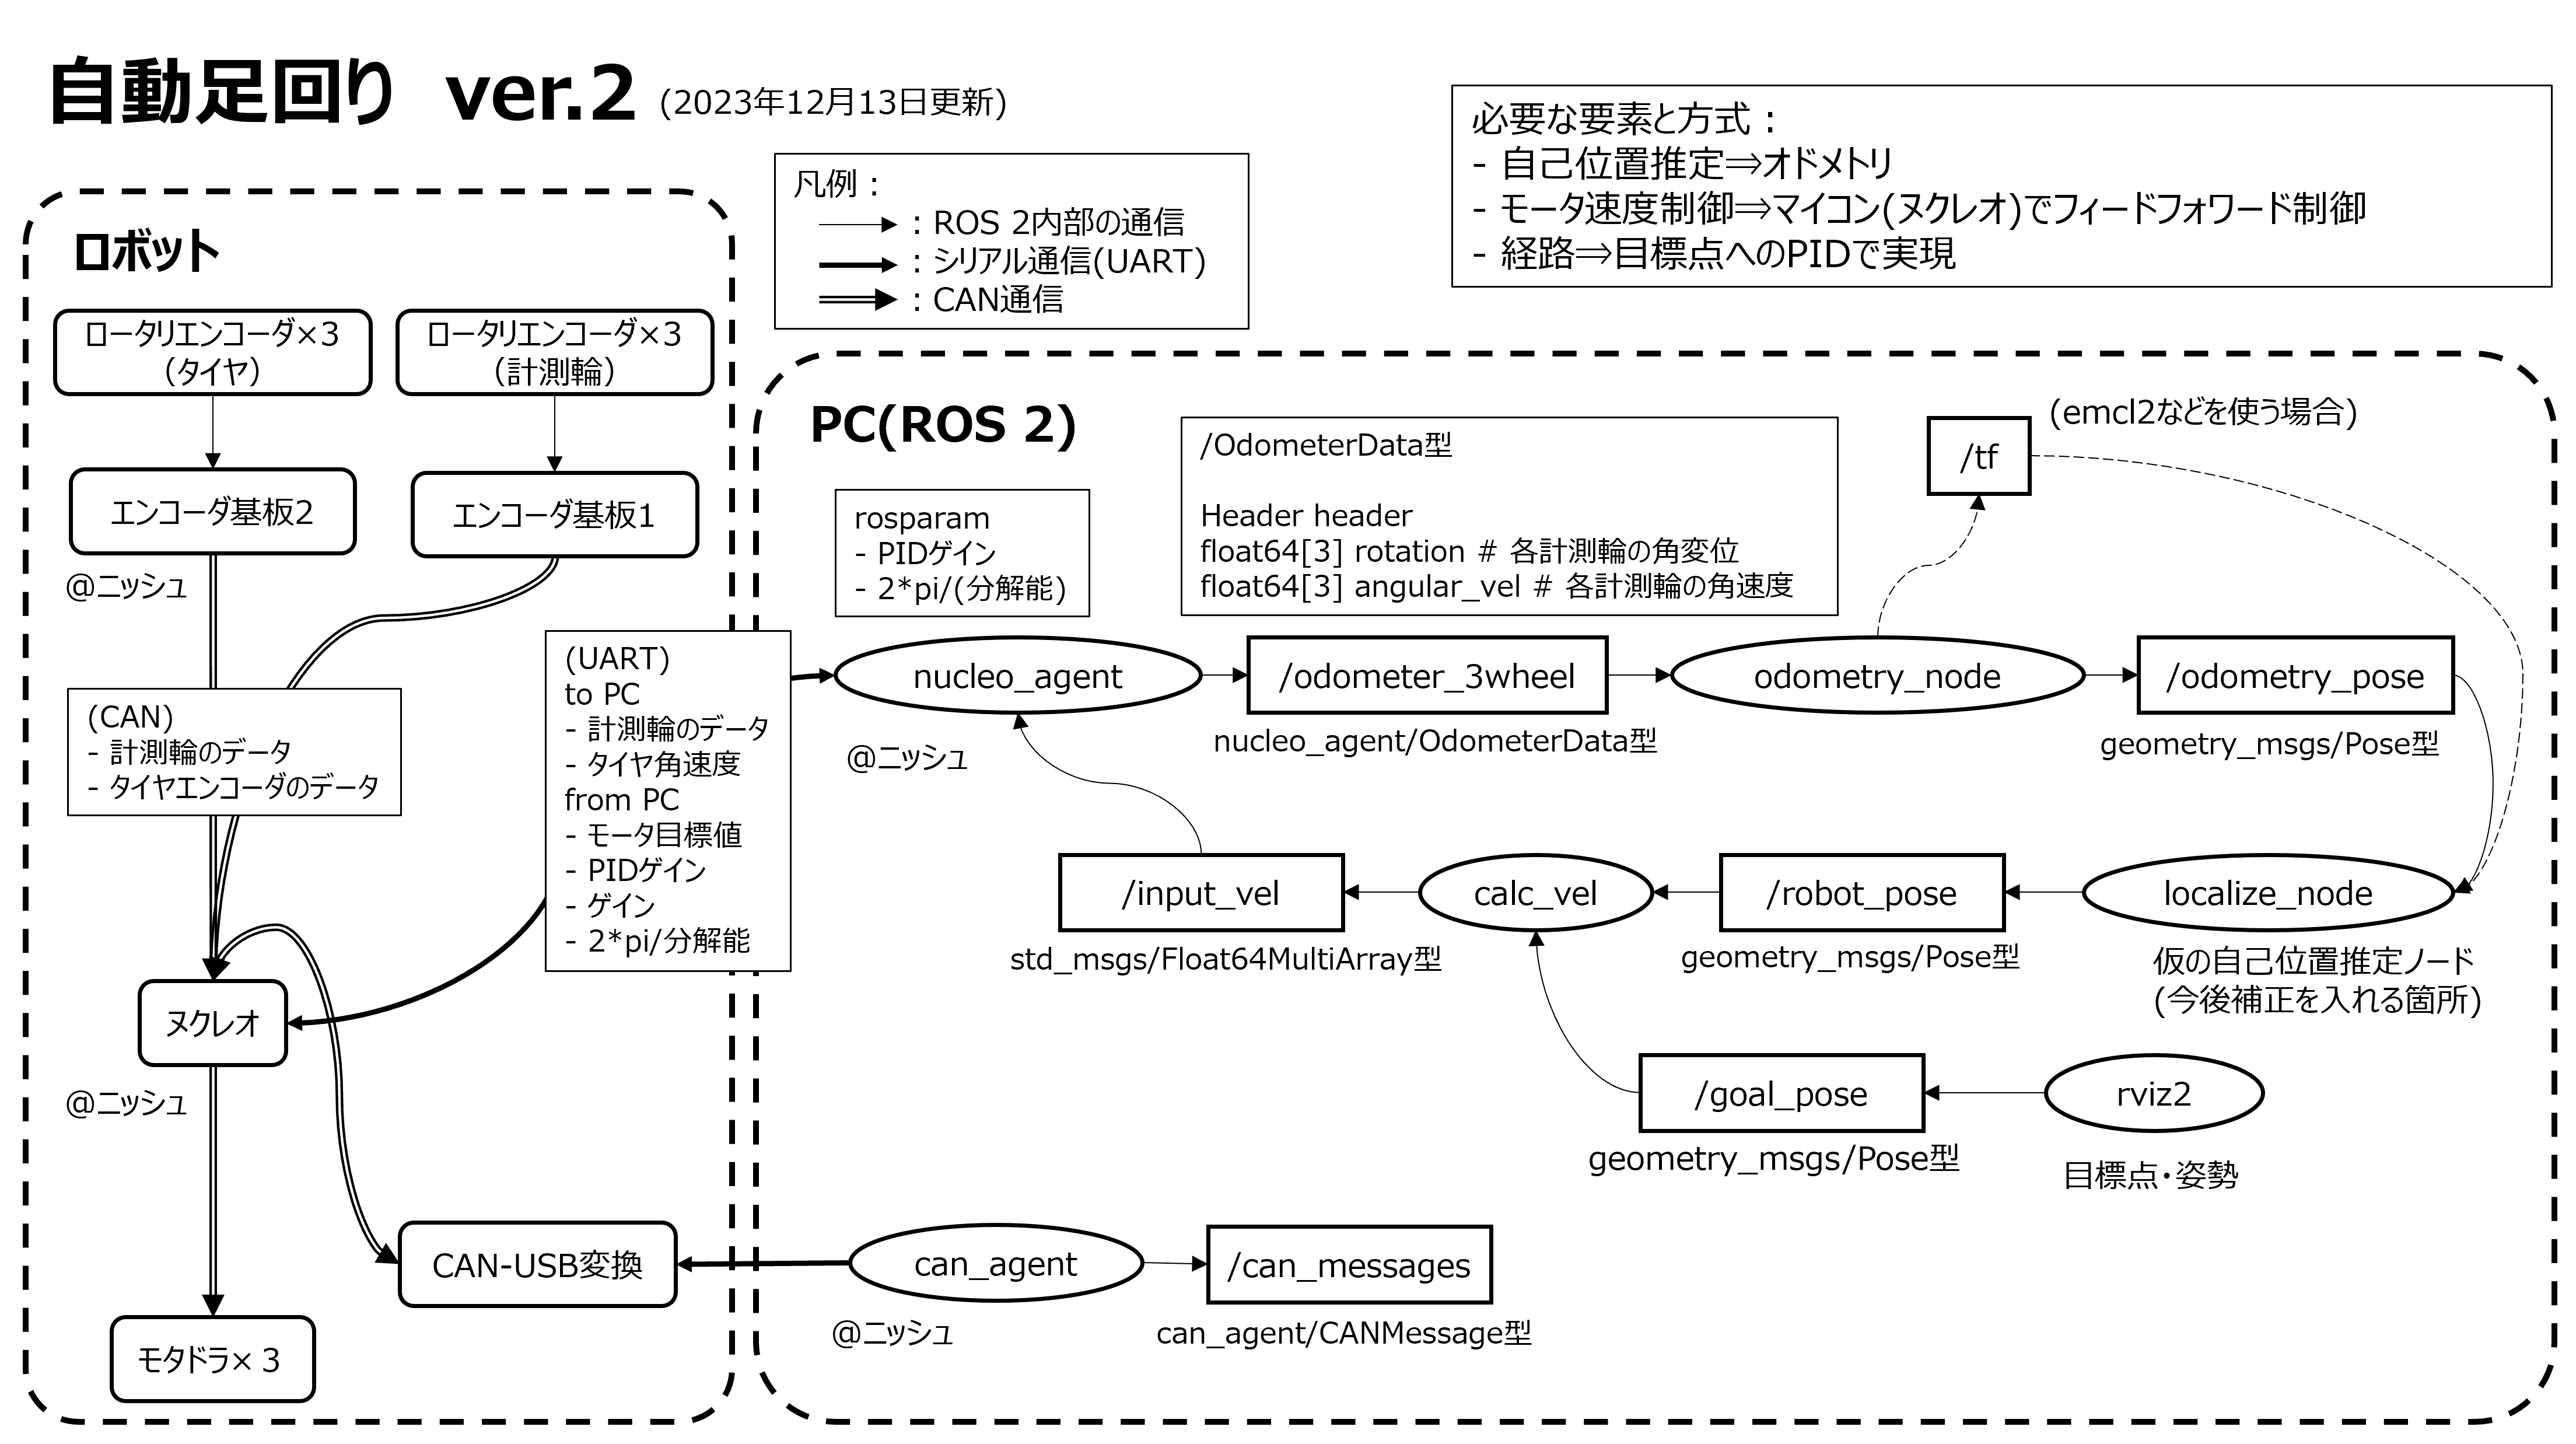 自動足回り ver.2 (2023年12月13日更新)
必要な要素と方式：
- 自己位置推定⇒オドメトリ
- モータ速度制御⇒マイコン(ヌクレオ)でフィードフォワード制御
- 経路⇒目標点へのPIDで実現
凡例：
：ROS 2内部の通信
：シリアル通信(UART)
：CAN通信
ロボット
ロータリエンコーダ×3
（タイヤ）
ロータリエンコーダ×3
（計測輪）
エンコーダ基板2
エンコーダ基板1
@ニッシュ
(CAN)
- 計測輪のデータ
- タイヤエンコーダのデータ
(UART)
to PC
- 計測輪のデータ
- タイヤ角速度
from PC
- モータ目標値
- PIDゲイン
- ゲイン
- 2*pi/分解能
ヌクレオ
@ニッシュ
CAN-USB変換
モタドラ×３
PC(ROS 2)
rosparam
- PIDゲイン
- 2*pi/(分解能)
/OdometerData型
Header header
float64[3] rotation # 各計測輪の角変位
float64[3] angular_vel # 各計測輪の角速度
/tf
(emcl2などを使う場合)
nucleo_agent
/odometer_3wheel
odometry_node
/odometry_pose
@ニッシュ
nucleo_agent/OdometerData型
geometry_msgs/Pose型
/input_vel
calc_vel
/robot_pose
localize_node
std_msgs/Float64MultiArray型
geometry_msgs/Pose型
仮の自己位置推定ノード
(今後補正を入れる箇所)
/goal_pose
rviz2
geometry_msgs/Pose型
目標点・姿勢
can_agent
/can_messages
@ニッシュ
can_agent/CANMessage型